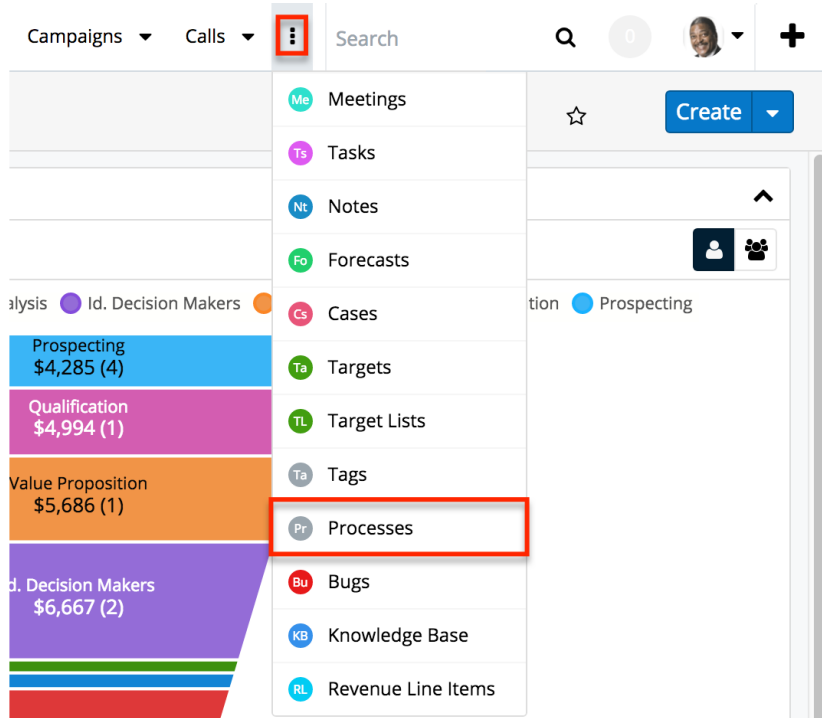 Campaigns Calls Search 0
Create
Me Meetings
Ts Tasks
Nt Notes
Fo Forecasts
Cs Cases
Ta Targets
TL Target Lists
Ta Tags
Pr Processes
Bu Bugs
KB Knowledge Base
RL Revenue Line Items
alysis Id. Decision Makers tion Prospecting
Prospecting
$4,285 (4)
Qualification
$4,994 (1)
Value Proposition
$5,686 (1)
d. Decision Makers
$6,667 (2)